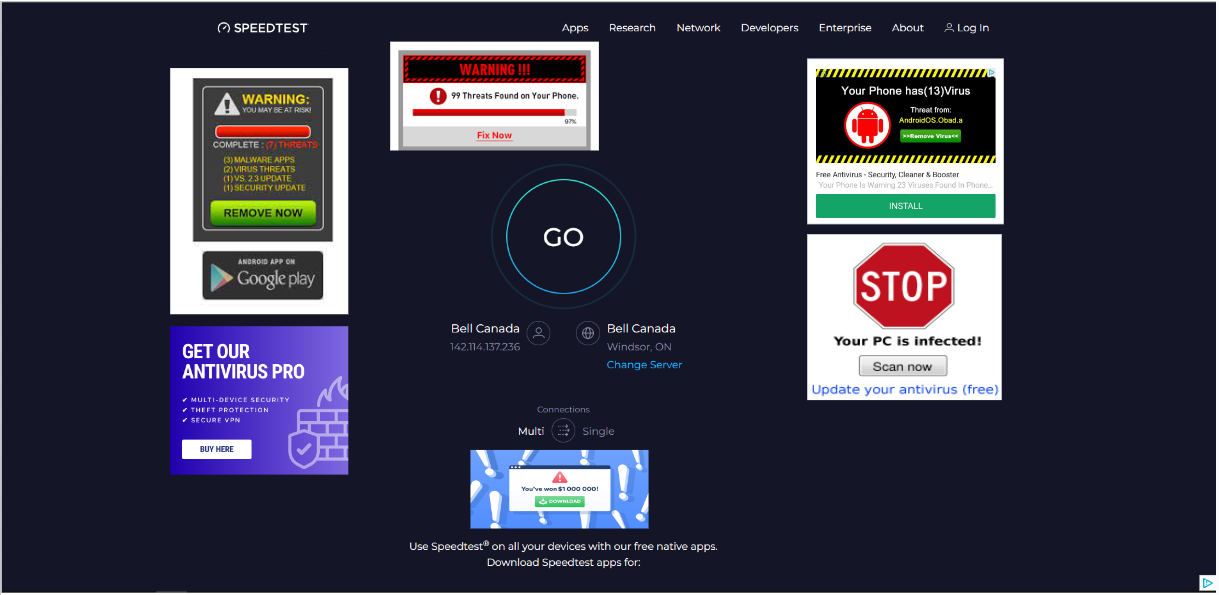 SPEEDTEST
Apps Research Network Developers Enterprise About Log In
WARNING !!!
99 Threats Found on Your Phone.
97%
Fix Now
WARNING:
YOU MAY BE AT RISK!
COMPLETE : (7) THREATS
(3) MALWARE APPS
(2) VIRUS THREATS
(1) VS. 2.3 UPDATE
(1) SECURITY UPDATE
REMOVE NOW
ANDROID APP ON
Google play
GET OUR
ANTIVIRUS PRO
✔ MULTI-DEVICE SECURITY
✔ THEFT PROTECTION
✔ SECURE VPN
BUY HERE
GO
Bell Canada
142.114.137.236
Bell Canada
Windsor, ON
Change Server
Connections
Multi Single
You've won $1 000 000!
DOWNLOAD
Use Speedtest® on all your devices with our free native apps.
Download Speedtest apps for:
Your Phone has(13)Virus
Threat from:
AndroidOS.Obad.a
>>Remove Virus<<
Free Antivirus - Security, Cleaner & Booster
Your Phone Is Warning 23 Viruses Found In Phone...
INSTALL
STOP
Your PC is infected!
Scan now
Update your antivirus (free)